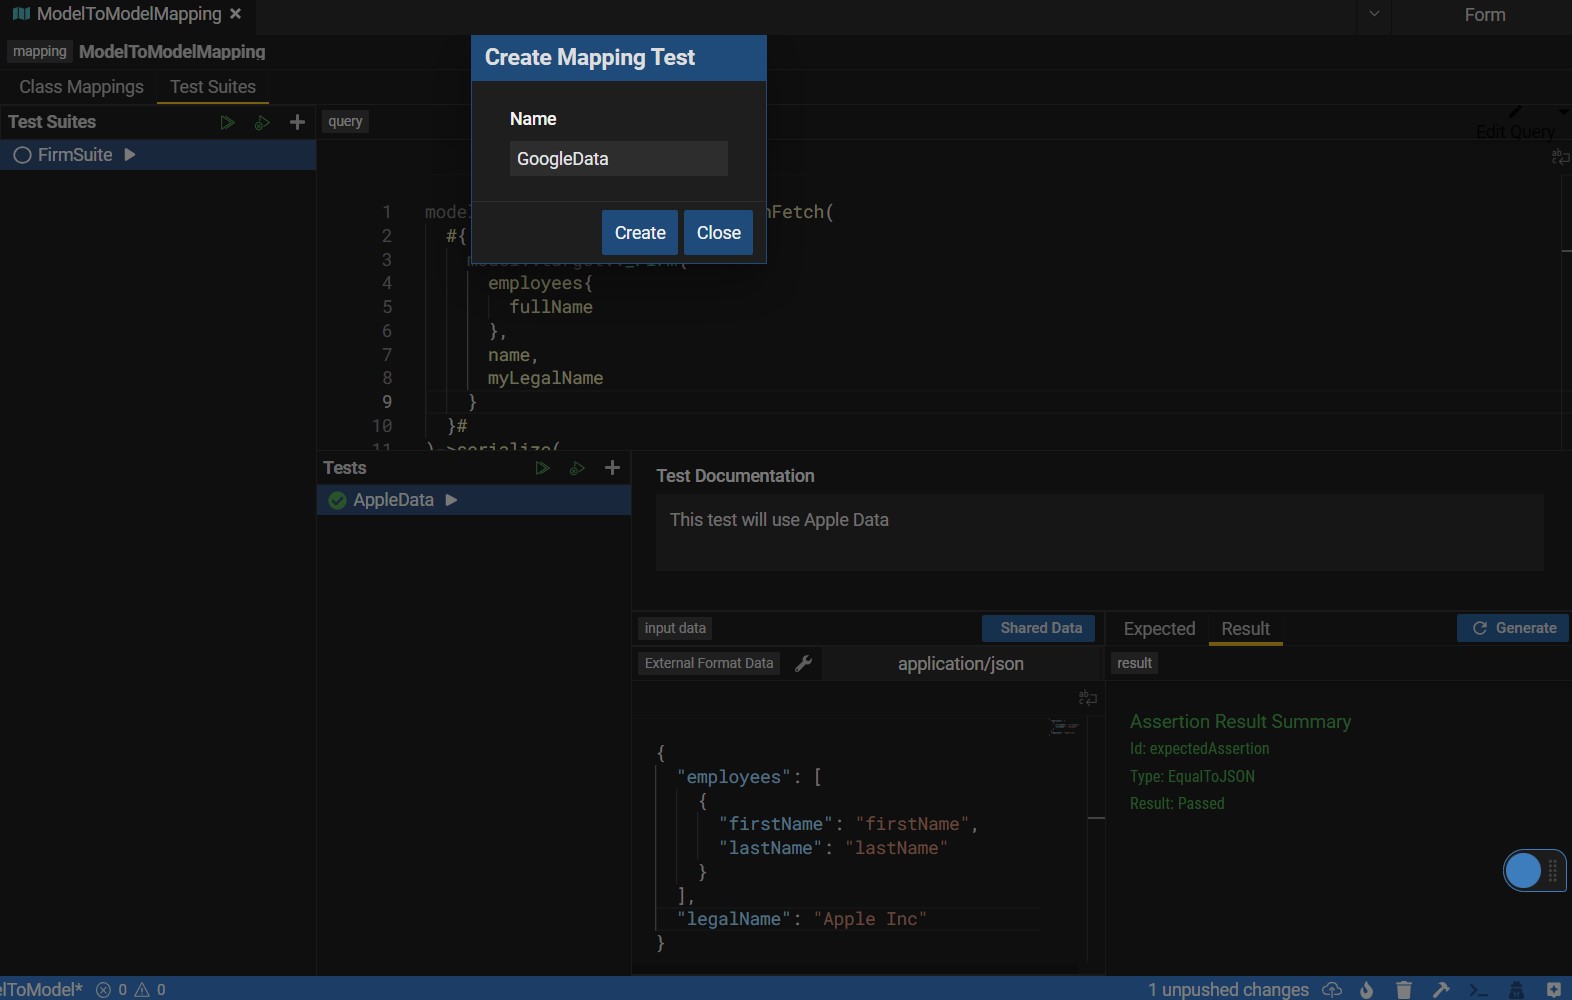 ModelToModelMapping
Form
mapping ModelToModelMapping
Class Mappings Test Suites
Test Suites
FirmSuite
query
Edit Query
Create Mapping Test
Name
GoogleData
Create Close
1 mode Fetch(
2 #{
3
4 employees{
5 fullName
6 },
7 name,
8 myLegalName
9 }
10 }#
11 )->serialize(
Tests
AppleData
Test Documentation
This test will use Apple Data
input data
Shared Data
External Format Data
application/json
{
"employees": [
{
"firstName": "firstName",
"lastName": "lastName"
}
],
"legalName": "Apple Inc"
}
Expected Result
Generate
result
Assertion Result Summary
Id: expectedAssertion
Type: EqualToJSON
Result: Passed
elToModel* 0 0
1 unpushed changes